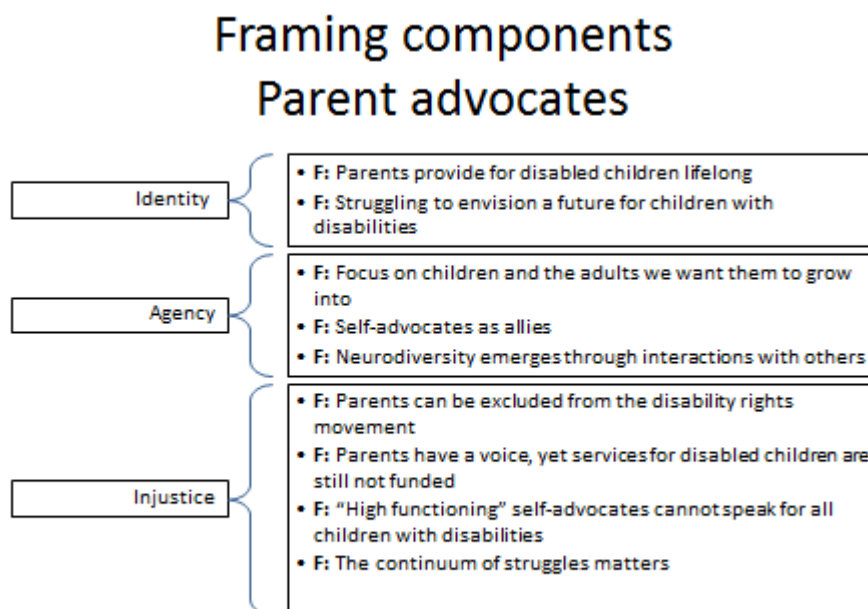 Framing components
Parent advocates
Identity
• F: Parents provide for disabled children lifelong
• F: Struggling to envision a future for children with
disabilities
Agency
• F: Focus on children and the adults we want them to grow
into
• F: Self-advocates as allies
• F: Neurodiversity emerges through interactions with others
Injustice
• F: Parents can be excluded from the disability rights
movement
• F: Parents have a voice, yet services for disabled children are
still not funded
• F: “High functioning” self-advocates cannot speak for all
children with disabilities
• F: The continuum of struggles matters